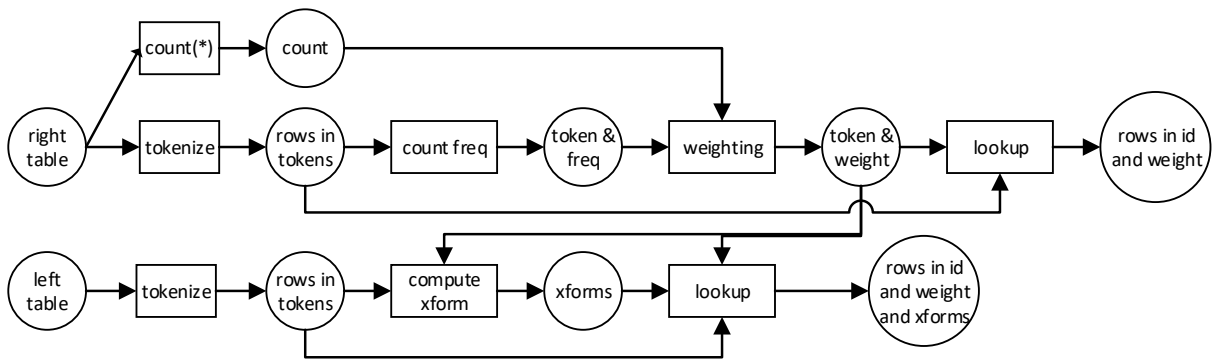 count(*)
count
right
table
tokenize
rows in
tokens
count freq
token &
freq
weighting
token &
weight
lookup
rows in id
and weight
left
table
tokenize
rows in
tokens
compute
xform
xforms
lookup
rows in id
and weight
and xforms